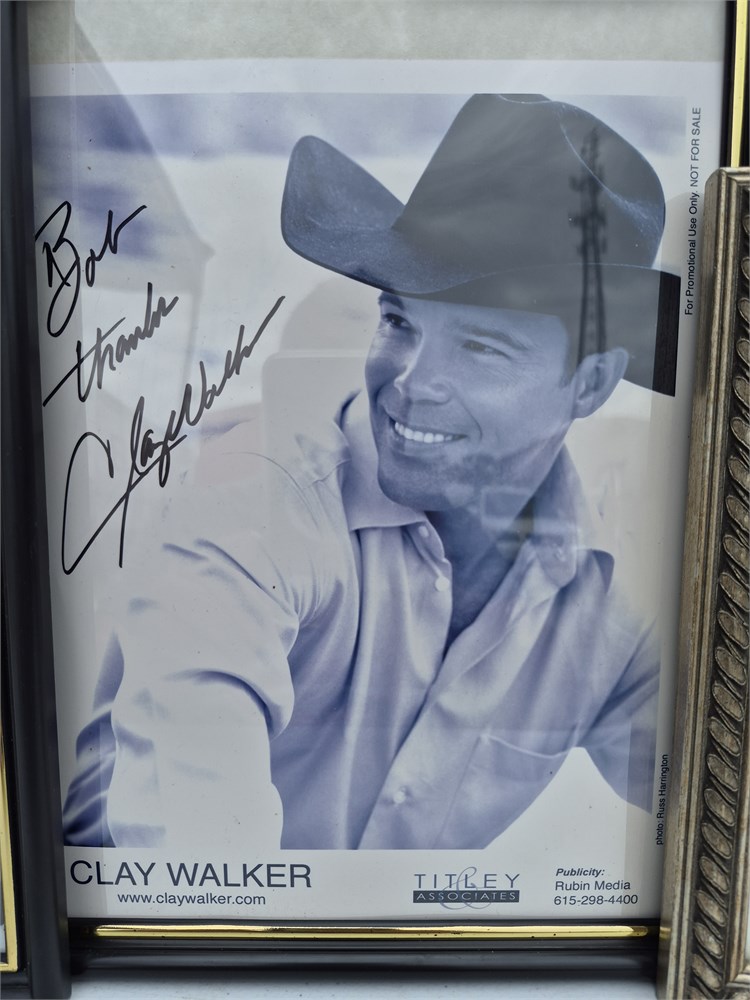 Bob
thanks
Clay Walker
For Promotional Use Only. NOT FOR SALE
photo: Russ Harrington
CLAY WALKER
www.claywalker.com
TITLEY
&
ASSOCIATES
Publicity:
Rubin Media
615-298-4400